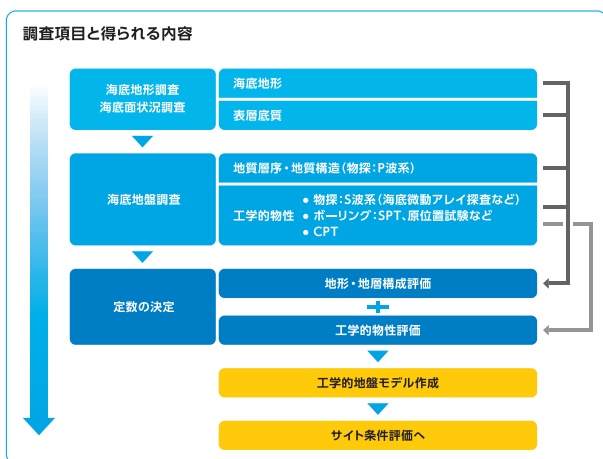 調査項目と得られる内容
海底地形調査
海底面状況調査
海底地形
表層底質
海底地盤調査
地質層序・地質構造（物探：P波系）
工学的物性
● 物探：S波系（海底微動アレイ探査など）
● ボーリング：SPT、原位置試験など
● CPT
定数の決定
地形・地層構成評価
工学的物性評価
工学的地盤モデル作成
サイト条件評価へ